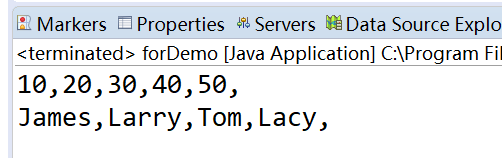 Markers Properties Servers Data Source Explo
<terminated> forDemo [Java Application] C:\Program Fil
10,20,30,40,50,
James,Larry,Tom,Lacy,